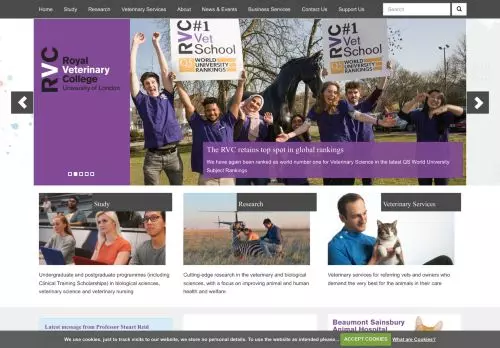 Home Study Research Veterinary Services About News & Events Business Services Contact Us Support Us Search
RVC
Royal
Veterinary
College
University of London
RVC #1
Vet
School
QS WORLD
UNIVERSITY
RANKINGS
RVC #1
Vet
School
QS WORLD
UNIVERSITY
RANKINGS
The RVC retains top spot in global rankings
We have again been ranked as world number one for Veterinary Science in the latest QS World University
Subject Rankings
Study
Undergraduate and postgraduate programmes (including
Clinical Training Scholarships) in biological sciences,
veterinary science and veterinary nursing
Research
Cutting-edge research in the veterinary and biological
sciences, with a focus on improving animal and human
health and welfare
Veterinary Services
Veterinary services for referring vets and owners who
demand the very best for the animals in their care
Latest message from Professor Stuart Reid
Beaumont Sainsbury
Animal Hospital
We use cookies, just to track visits to our website, we store no personal details. To use the website as intended please... ACCEPT COOKIES What are Cookies?